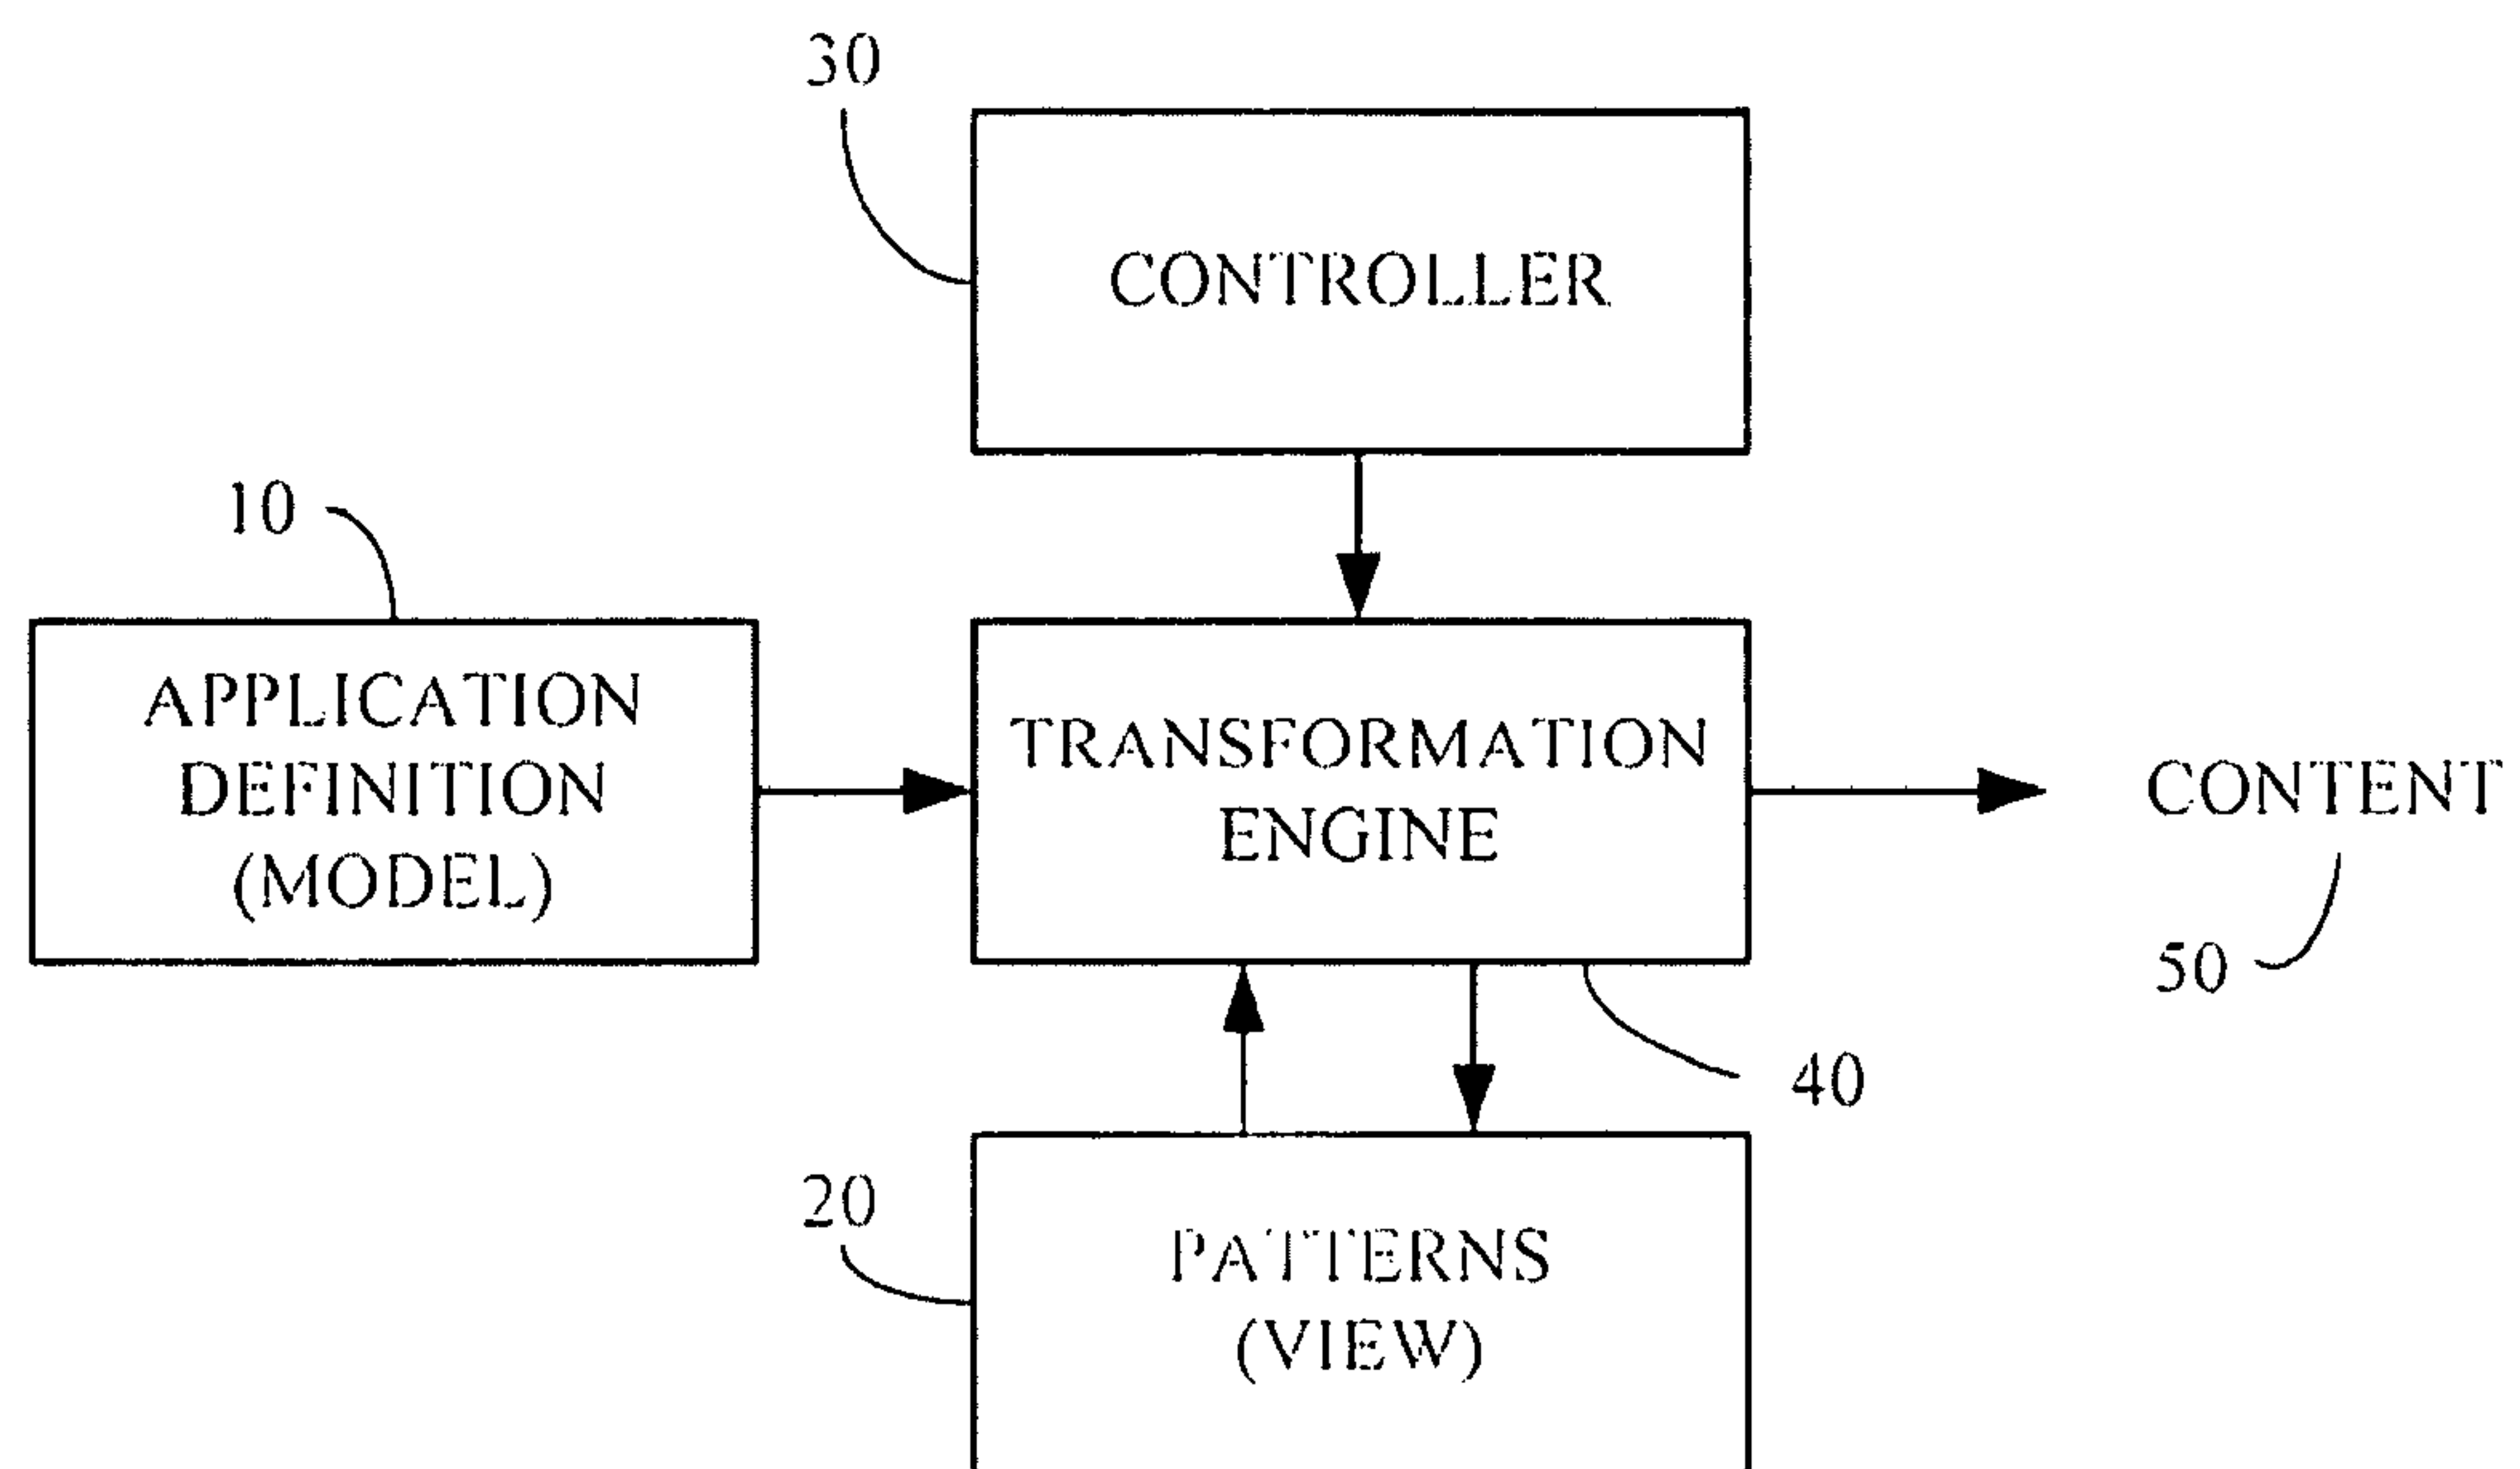 30
CONTROLLER
10
APPLICATION
DEFINITION
(MODEL)
TRANSFORMATION
ENGINE
CONTENT
50
40
20
PATTERNS
(VIEW)